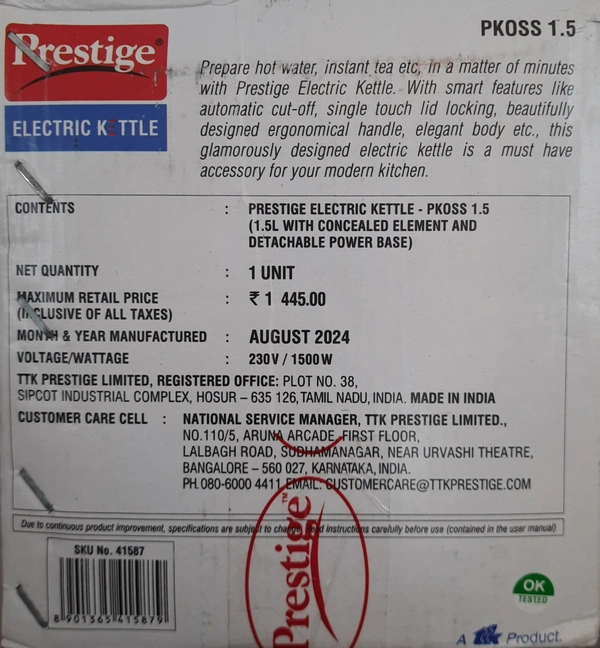 Prestige®
PKOSS 1.5
ELECTRIC KETTLE
Prepare hot water, instant tea etc, in a matter of minutes
with Prestige Electric Kettle. With smart features like
automatic cut-off, single touch lid locking, beautifully
designed ergonomical handle, elegant body etc., this
glamorously designed electric kettle is a must have
accessory for your modern kitchen.
CONTENTS : PRESTIGE ELECTRIC KETTLE - PKOSS 1.5
(1.5L WITH CONCEALED ELEMENT AND
DETACHABLE POWER BASE)
NET QUANTITY : 1 UNIT
MAXIMUM RETAIL PRICE : ₹ 1 445.00
(INCLUSIVE OF ALL TAXES)
MONTH & YEAR MANUFACTURED : AUGUST 2024
VOLTAGE/WATTAGE : 230V / 1500W
TTK PRESTIGE LIMITED, REGISTERED OFFICE: PLOT NO. 38,
SIPCOT INDUSTRIAL COMPLEX, HOSUR – 635 126, TAMIL NADU, INDIA. MADE IN INDIA
CUSTOMER CARE CELL : NATIONAL SERVICE MANAGER, TTK PRESTIGE LIMITED.,
NO.110/5, ARUNA ARCADE, FIRST FLOOR,
LALBAGH ROAD, SUDHAMANAGAR, NEAR URVASHI THEATRE,
BANGALORE – 560 027, KARNATAKA, INDIA.
PH. 080-6000 4411 EMAIL. CUSTOMERCARE@TTKPRESTIGE.COM
Due to continuous product improvement, specifications are subject to change, Read instructions carefully before use (contained in the user manual)
SKU No. 41587
8 901365 415879
Prestige™
OK
TESTED
A ttk Product.